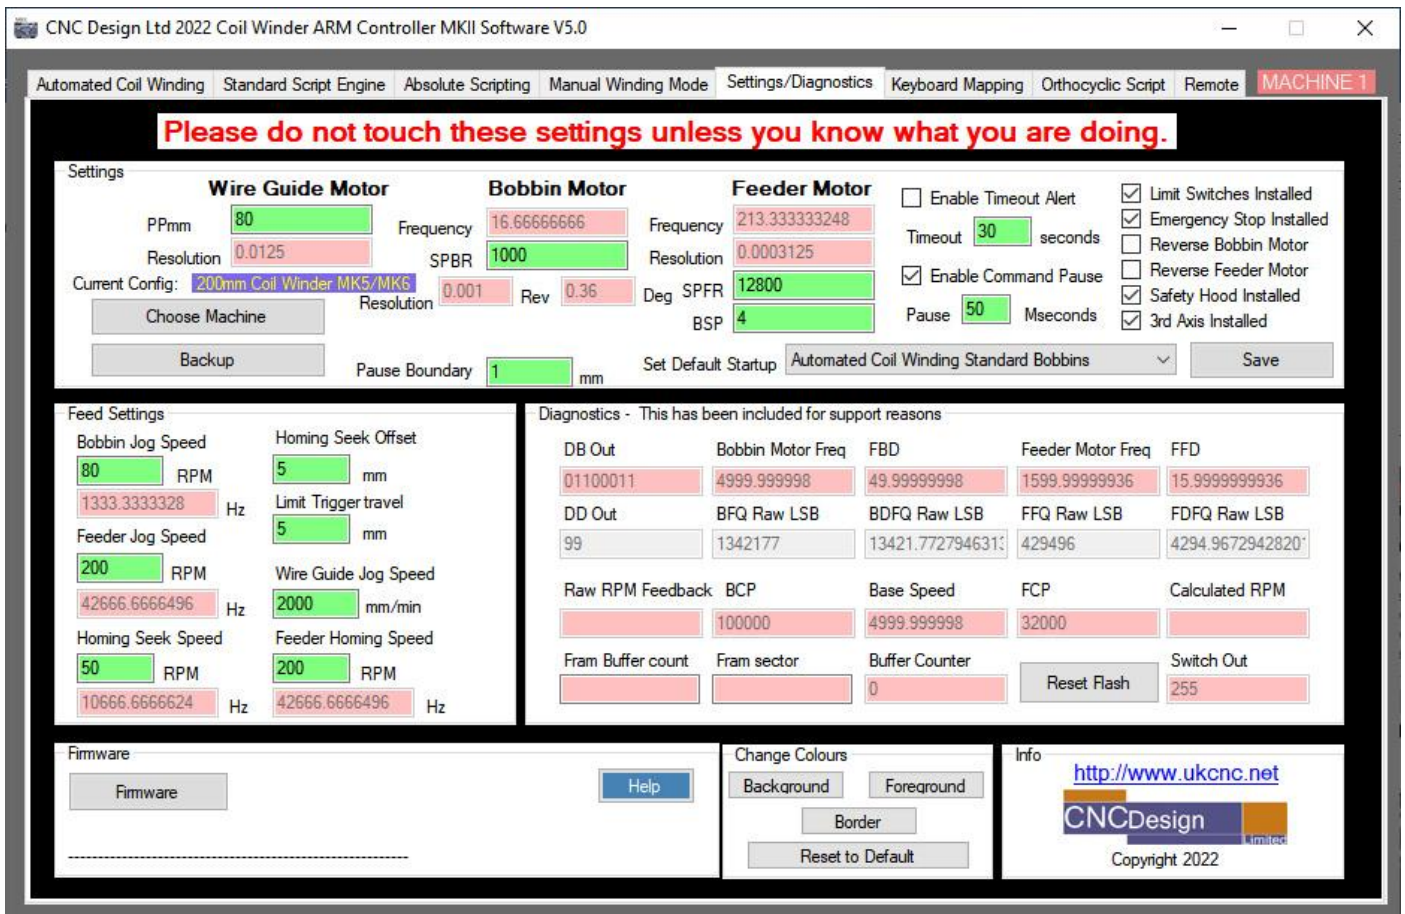 CNC Design Ltd 2022 Coil Winder ARM Controller MKII Software V5.0
Automated Coil Winding Standard Script Engine Absolute Scripting Manual Winding Mode Settings/Diagnostics Keyboard Mapping Orthocyclic Script Remote MACHINE 1
Please do not touch these settings unless you know what you are doing.
Settings
Wire Guide Motor
PPmm 80
Resolution 0.0125
Current Config: 200mm Coil Winder MK5/MK6
Choose Machine
Backup
Bobbin Motor
Frequency 16.66666666
SPBR 1000
Resolution 0.001 Rev 0.36 Deg
Pause Boundary 1 mm
Feeder Motor
Frequency 213.333333248
Resolution 0.0003125
SPFR 12800
BSP 4
Enable Timeout Alert
Timeout 30 seconds
Enable Command Pause
Pause 50 Mseconds
Limit Switches Installed
Emergency Stop Installed
Reverse Bobbin Motor
Reverse Feeder Motor
Safety Hood Installed
3rd Axis Installed
Set Default Startup Automated Coil Winding Standard Bobbins Save
Feed Settings
Bobbin Jog Speed
80 RPM
1333.3333328 Hz
Feeder Jog Speed
200 RPM
42666.6666496 Hz
Homing Seek Speed
50 RPM
10666.6666624 Hz
Homing Seek Offset
5 mm
Limit Trigger travel
5 mm
Wire Guide Jog Speed
2000 mm/min
Feeder Homing Speed
200 RPM
42666.6666496 Hz
Diagnostics - This has been included for support reasons
DB Out Bobbin Motor Freq FBD Feeder Motor Freq FFD
01100011 4999.999998 49.99999998 1599.99999936 15.9999999936
DD Out BFQ Raw LSB BDFQ Raw LSB FFQ Raw LSB FDFQ Raw LSB
99 1342177 13421.772794631 429496 4294.9672942820
Raw RPM Feedback BCP Base Speed FCP Calculated RPM
100000 4999.999998 32000
Fram Buffer count Fram sector Buffer Counter Switch Out
0 Reset Flash 255
Firmware
Firmware
Help
------------------------------------------------------------
Change Colours
Background Foreground
Border
Reset to Default
Info
http://www.ukcnc.net
CNCDesign
Limited
Copyright 2022